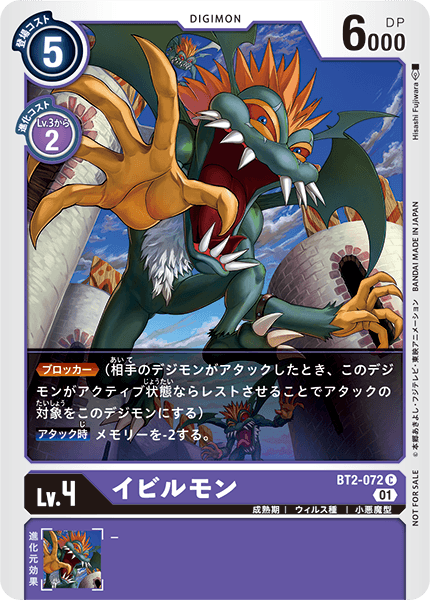 登場コスト
5
DIGIMON
6000
DP
進化コスト
Lv.3から
2
Hisashi Fujiwara
© 本郷あきよし・フジテレビ・東映アニメーション BANDAI MADE IN JAPAN
ブロッカー (相手のデジモンがアタックしたとき、このデジ
モンがアクティブ状態ならレストさせることでアタックの
対象をこのデジモンにする)
アタック時 メモリーを-2する。
BT2-072 C
Lv.4
イビルモン
01
成熟期 | ウィルス種 | 小悪魔型
NOT FOR SALE
進化元効果
–